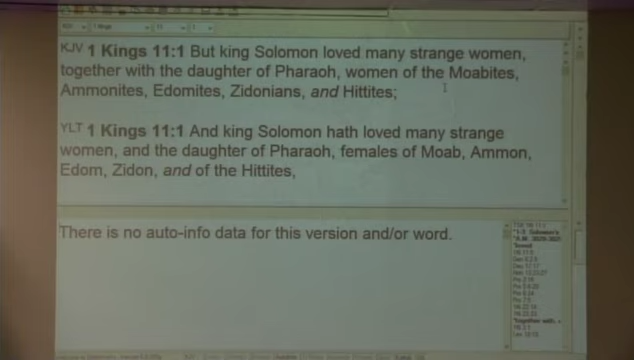 KJV 1 Kings 11:1 But king Solomon loved many strange women,
together with the daughter of Pharaoh, women of the Moabites,
Ammonites, Edomites, Zidonians, and Hittites;
YLT 1 Kings 11:1 And king Solomon hath loved many strange
women, and the daughter of Pharaoh, females of Moab, Ammon,
Edom, Zidon, and of the Hittites,
There is no auto-info data for this version and/or word.